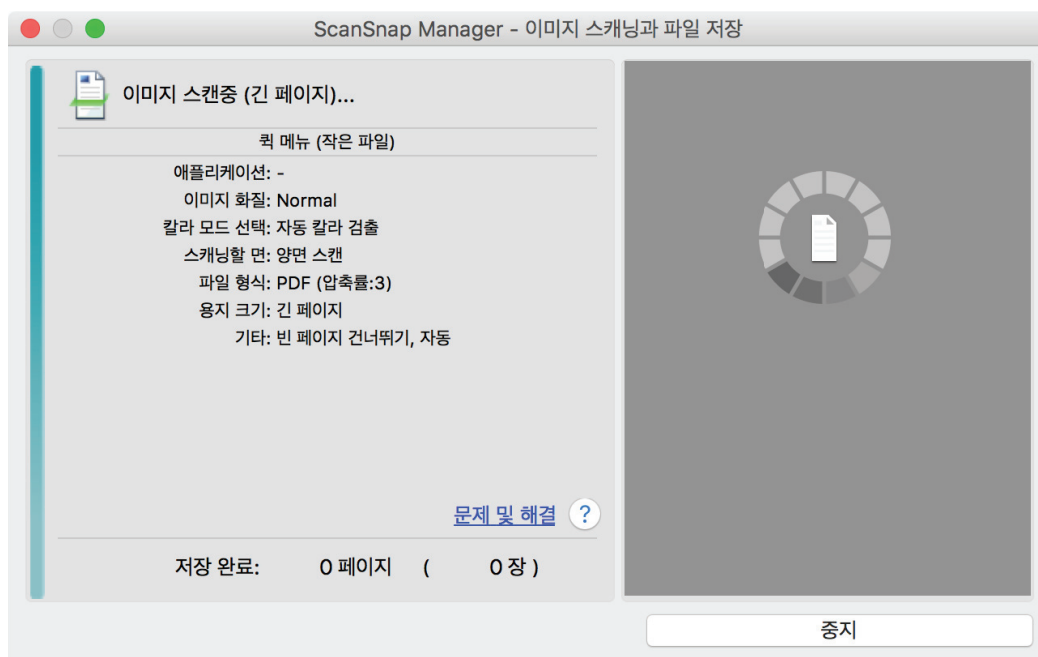 ScanSnap Manager - 이미지 스캐닝과 파일 저장
이미지 스캔중 (긴 페이지)...
퀵 메뉴 (작은 파일)
애플리케이션: -
이미지 화질: Normal
칼라 모드 선택: 자동 칼라 검출
스캐닝할 면: 양면 스캔
파일 형식: PDF (압축률:3)
용지 크기: 긴 페이지
기타: 빈 페이지 건너뛰기, 자동
문제 및 해결 ?
저장 완료: 0 페이지 ( 0 장 )
중지